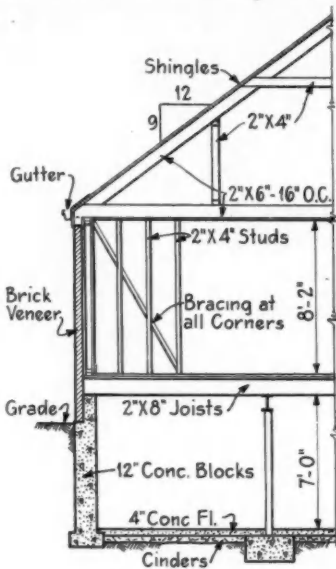 Shingles
12
9
2"X4"
Gutter
2"X6"-16"O.C.
2"X4" Studs
Brick
Veneer
Bracing at
all Corners
8'-2"
Grade
2"X8" Joists
12" Conc. Blocks
7'-0"
4" Conc Fl.
Cinders